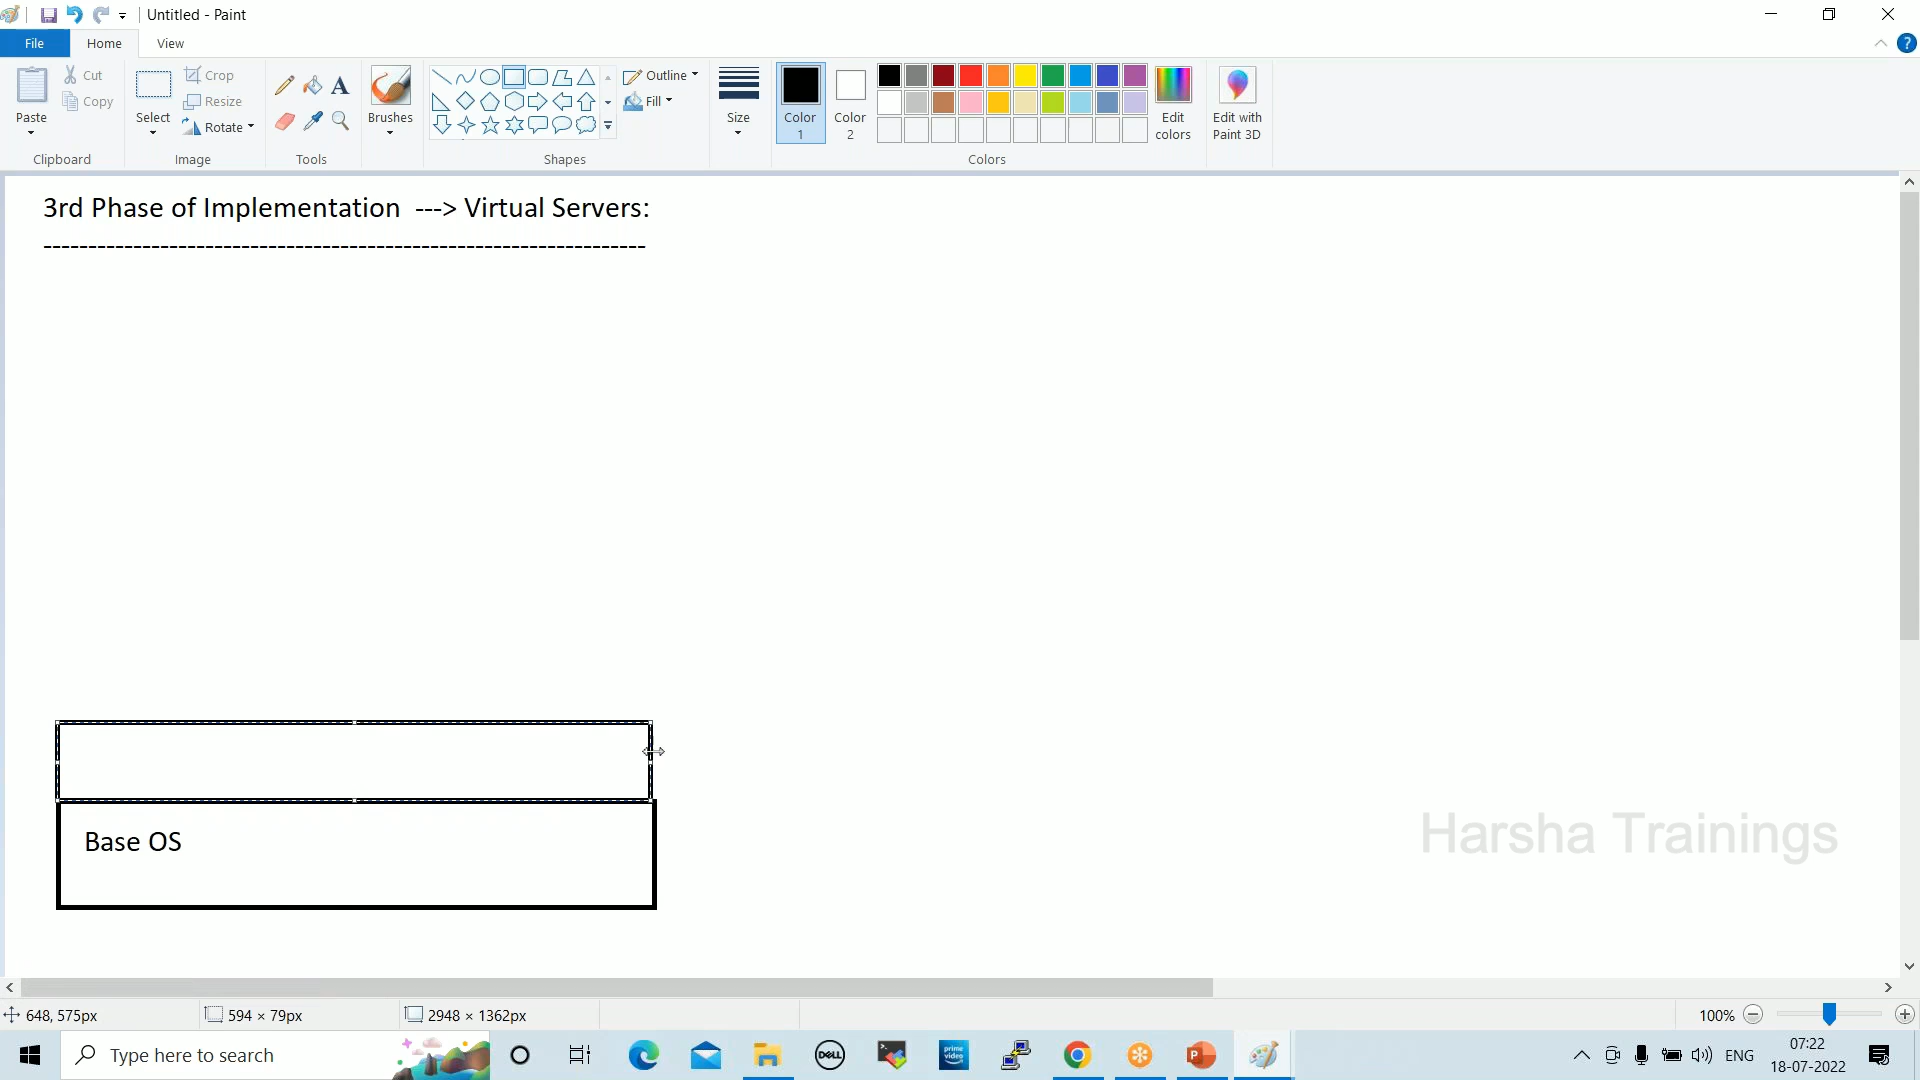 Untitled - Paint
File Home View
Paste
Cut
Copy
Clipboard
Select
Crop
Resize
Rotate
Image
Tools
Brushes
Shapes
Outline
Fill
Size
Color 1
Color 2
Colors
Edit colors
Edit with Paint 3D
3rd Phase of Implementation ---> Virtual Servers:
-------------------------------------------------------------------
Base OS
Harsha Trainings
648, 575px 594 × 79px 2948 × 1362px 100%
Type here to search
DELL
prime video
ENG
07:22
18-07-2022